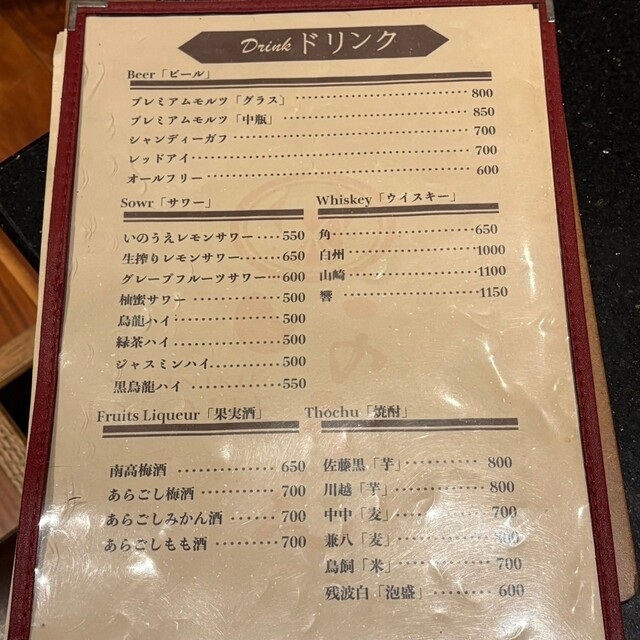 Drink ドリンク
Beer「ビール」
プレミアムモルツ「グラス」 800
プレミアムモルツ「中瓶」 850
シャンディーガフ 700
レッドアイ 700
オールフリー 600
Sowr「サワー」
いのうえレモンサワー 550
生搾りレモンサワー 650
グレープフルーツサワー 600
柚蜜サワー 500
烏龍ハイ 500
緑茶ハイ 500
ジャスミンハイ 500
黒烏龍ハイ 550
Whiskey「ウイスキー」
角 650
白州 1000
山崎 1100
響 1150
Fruits Liqueur「果実酒」
南高梅酒 650
あらごし梅酒 700
あらごしみかん酒 700
あらごしもも酒 700
Thochu「焼酎」
佐藤黒「芋」 800
川越「芋」 800
中中「麦」 700
兼八「麦」
鳥飼「米」 700
残波白「泡盛」 600